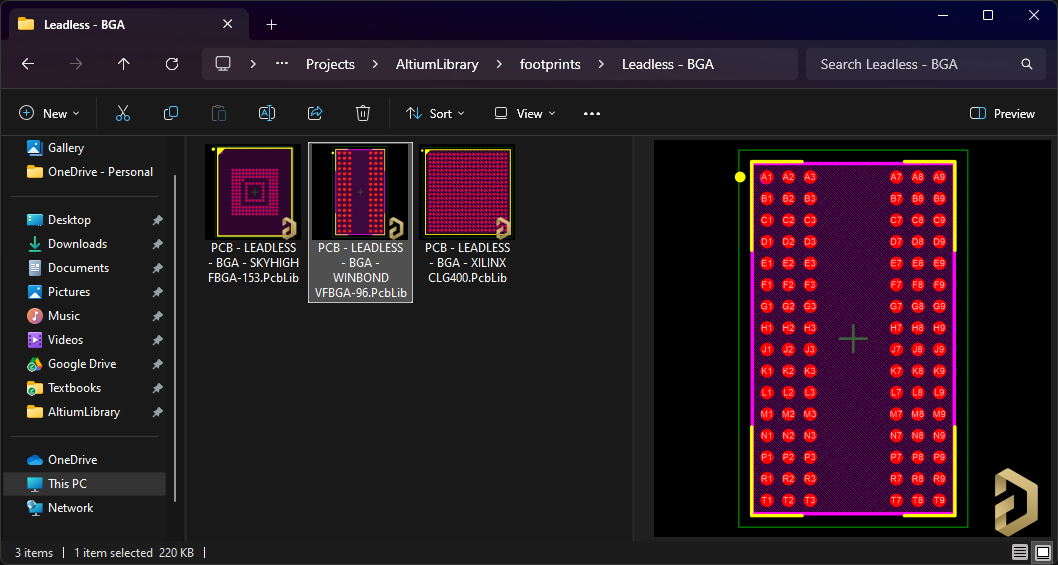 Leadless - BGA
Projects
AltiumLibrary
footprints
Leadless - BGA
Search Leadless - BGA
New
Sort
View
Preview
Gallery
OneDrive - Personal
Desktop
Downloads
Documents
Pictures
Music
Videos
Google Drive
Textbooks
AltiumLibrary
OneDrive
This PC
Network
PCB - LEADLESS
- BGA - SKYHIGH
FBGA-153.PcbLib
PCB - LEADLESS
- BGA -
WINBOND
VFBGA-96.PcbLib
PCB - LEADLESS
- BGA - XILINX
CLG400.PcbLib
A1 A2 A3 A7 A8 A9
B1 B2 B3 B7 B8 B9
C1 C2 C3 C7 C8 C9
D1 D2 D3 D7 D8 D9
E1 E2 E3 E7 E8 E9
F1 F2 F3 F7 F8 F9
G1 G2 G3 G7 G8 G9
H1 H2 H3 H7 H8 H9
J1 J2 J3 J7 J8 J9
K1 K2 K3 K7 K8 K9
L1 L2 L3 L7 L8 L9
M1 M2 M3 M7 M8 M9
N1 N2 N3 N7 N8 N9
P1 P2 P3 P7 P8 P9
R1 R2 R3 R7 R8 R9
T1 T2 T3 T7 T8 T9
3 items | 1 item selected 220 KB |